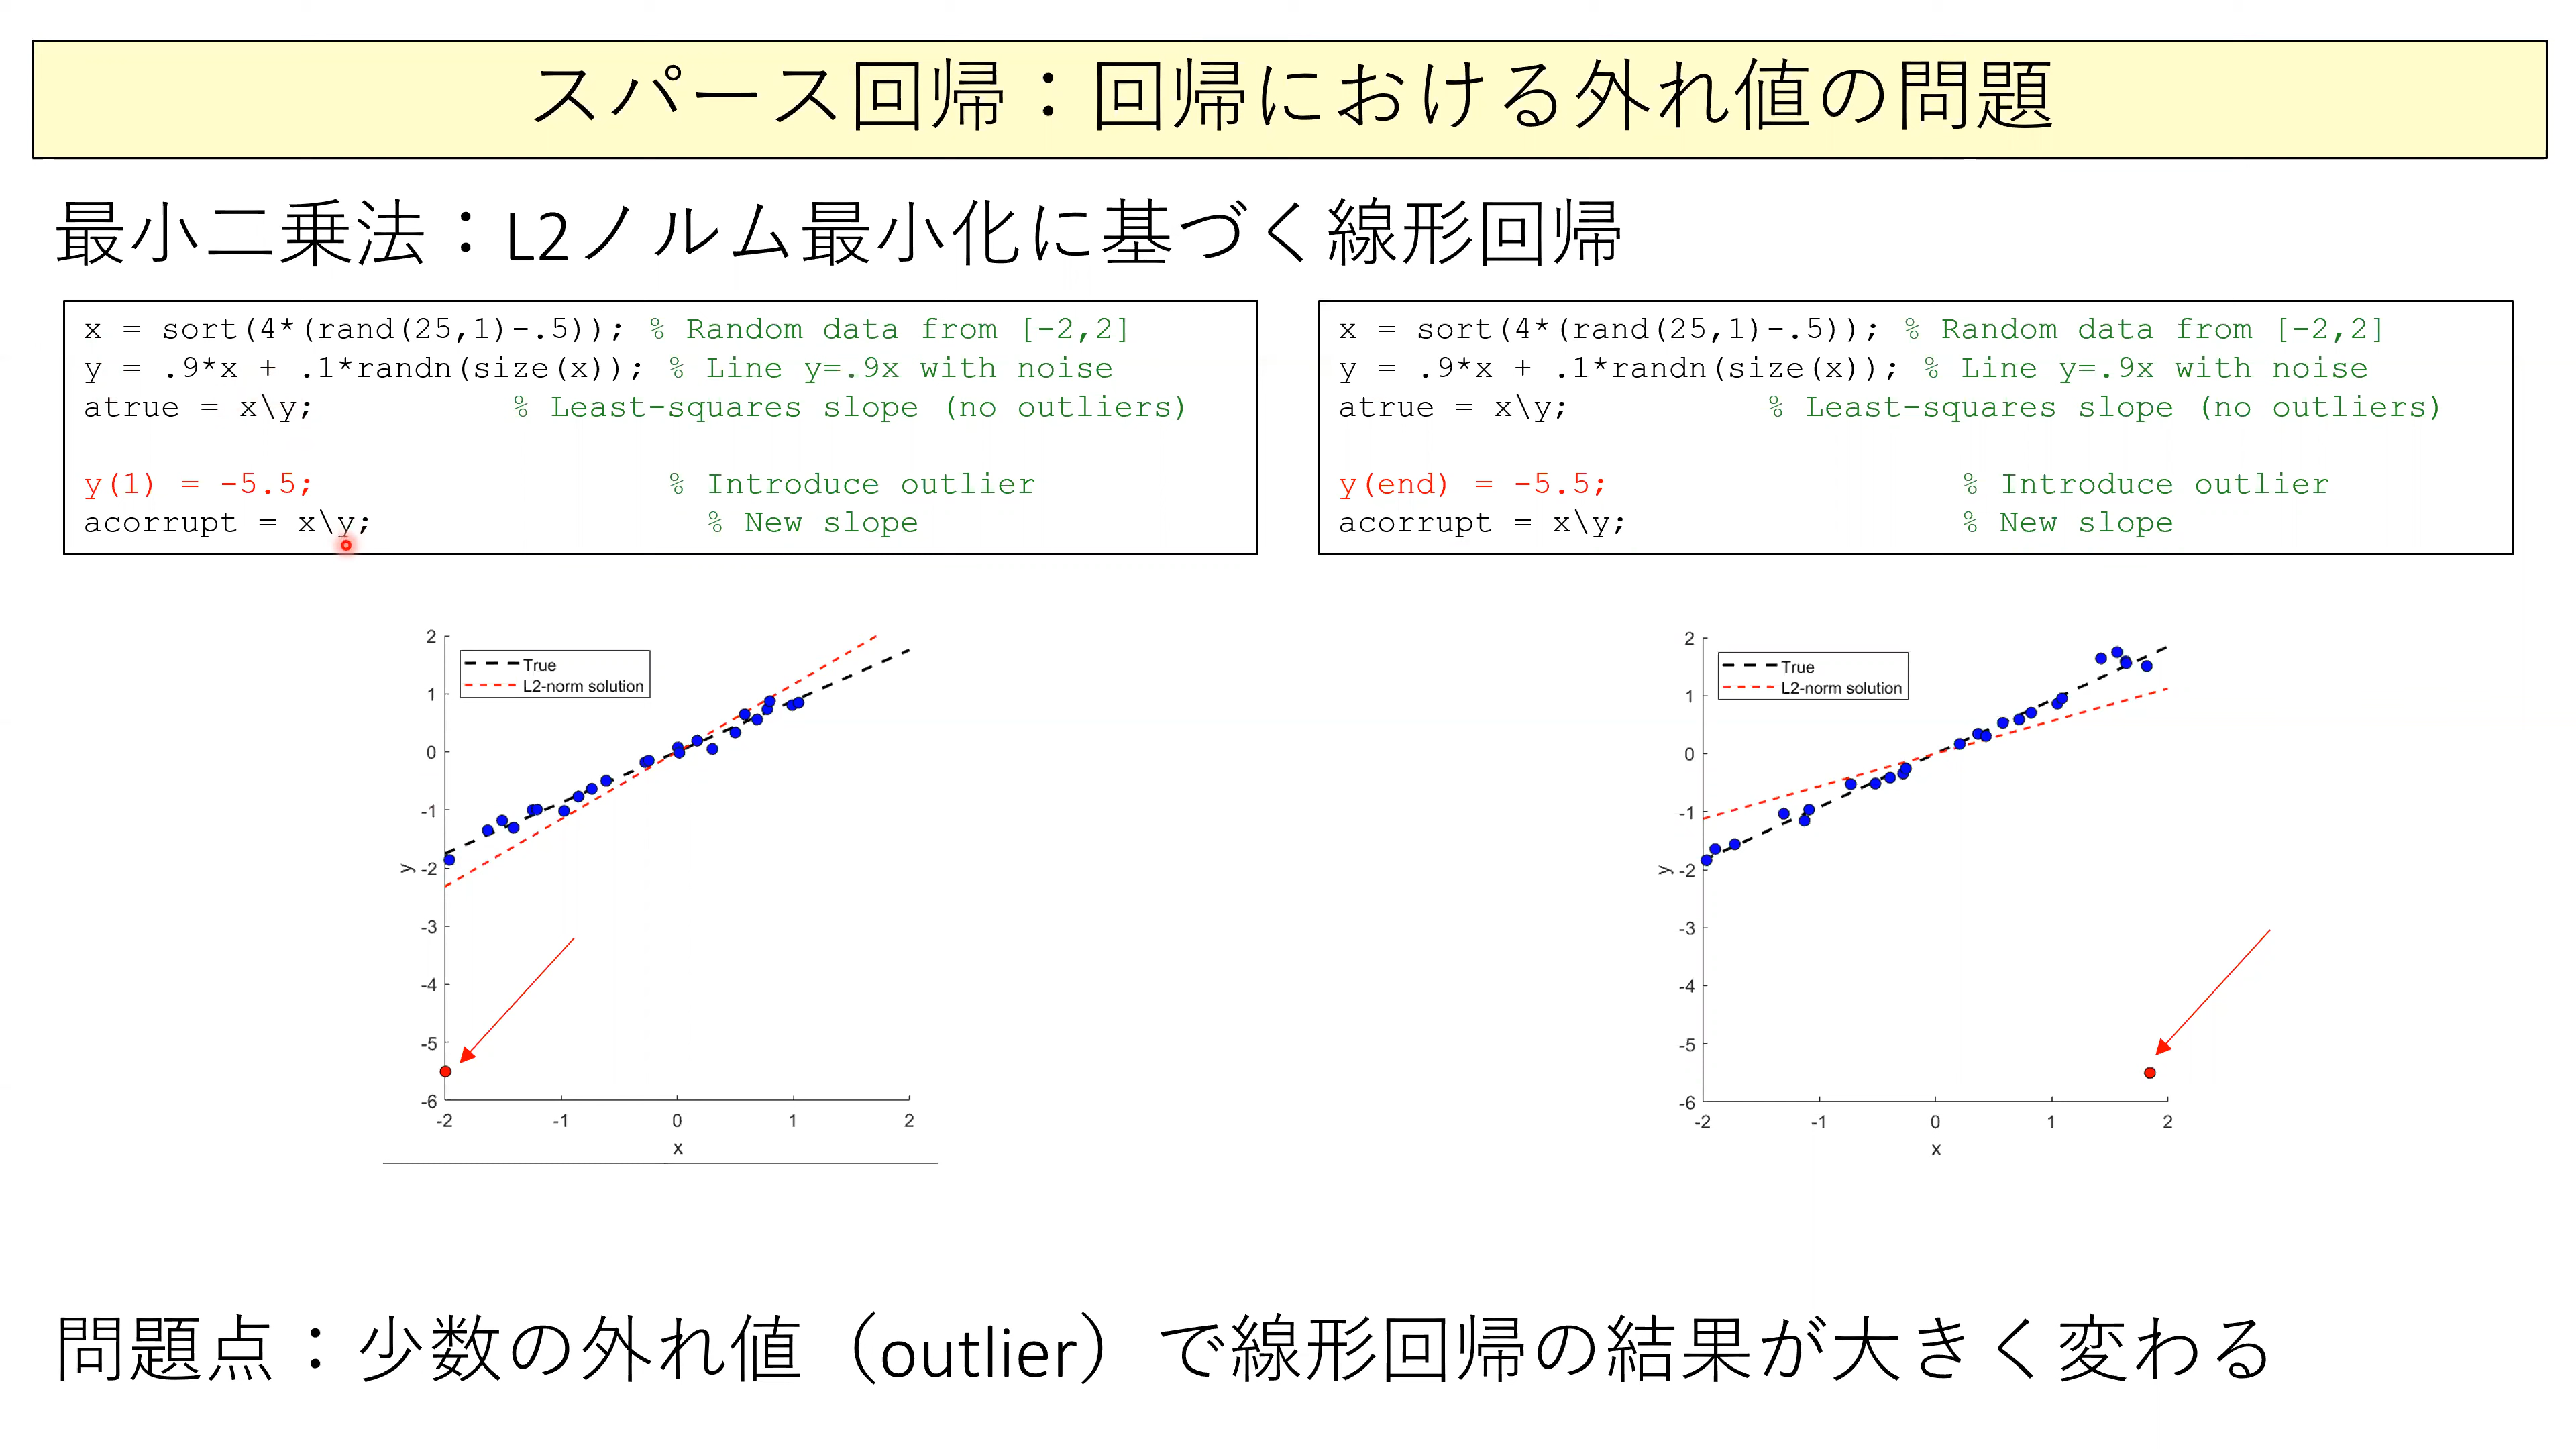 スパース回帰：回帰における外れ値の問題
最小二乗法：L2ノルム最小化に基づく線形回帰
x = sort(4*(rand(25,1)-.5)); % Random data from [-2,2]
y = .9*x + .1*randn(size(x)); % Line y=.9x with noise
atrue = x\y; % Least-squares slope (no outliers)
y(1) = -5.5; % Introduce outlier
acorrupt = x\y; % New slope
x = sort(4*(rand(25,1)-.5)); % Random data from [-2,2]
y = .9*x + .1*randn(size(x)); % Line y=.9x with noise
atrue = x\y; % Least-squares slope (no outliers)
y(end) = -5.5; % Introduce outlier
acorrupt = x\y; % New slope
True
L2-norm solution
2
1
0
-1
-2
-3
-4
-5
-6
y
-2 -1 0 1 2
x
True
L2-norm solution
2
1
0
-1
-2
-3
-4
-5
-6
y
-2 -1 0 1 2
x
問題点：少数の外れ値（outlier）で線形回帰の結果が大きく変わる